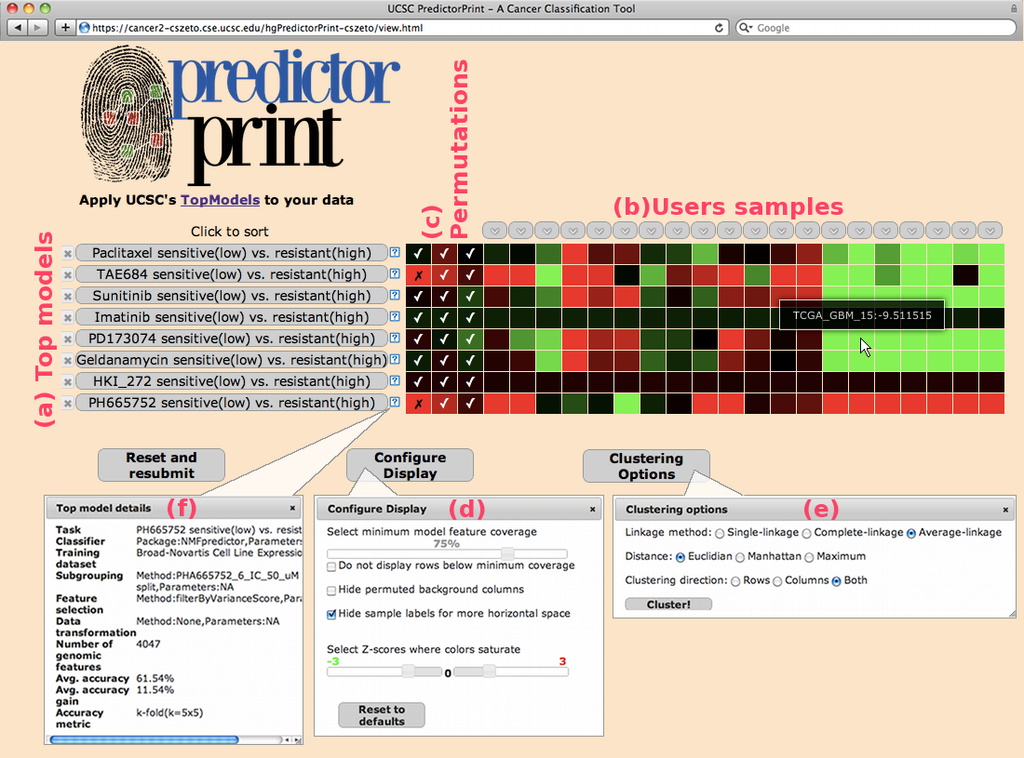 UCSC PredictorPrint – A Cancer Classification Tool
https://cancer2-cszeto.cse.ucsc.edu/hgPredictorPrint-cszeto/view.html
Google
predictor
print
Apply UCSC's TopModels to your data
Click to sort
(a) Top models
(c) Permutations
(b)Users samples
Paclitaxel sensitive(low) vs. resistant(high) ?
TAE684 sensitive(low) vs. resistant(high) ?
Sunitinib sensitive(low) vs. resistant(high) ?
Imatinib sensitive(low) vs. resistant(high) ?
PD173074 sensitive(low) vs. resistant(high) ?
Geldanamycin sensitive(low) vs. resistant(high) ?
HKI_272 sensitive(low) vs. resistant(high) ?
PH665752 sensitive(low) vs. resistant(high) ?
TCGA_GBM_15:-9.511515
Reset and
resubmit
Configure
Display
Clustering
Options
Top model details (f)
Task PH665752 sensitive(low) vs. resist
Classifier Package:NMFpredictor,Parameter
Training Broad-Novartis Cell Line Expressio
dataset
Subgrouping Method:PHA665752_6_IC_50_uM
split,Parameters:NA
Feature Method:filterByVarianceScore,Para
selection
Data Method:None,Parameters:NA
transformation
Number of 4047
genomic
features
Avg. accuracy 61.54%
Avg. accuracy 11.54%
gain
Accuracy k-fold(k=5x5)
metric
Configure Display (d)
Select minimum model feature coverage
75%
Do not display rows below minimum coverage
Hide permuted background columns
Hide sample labels for more horizontal space
Select Z-scores where colors saturate
-3 3
0
Reset to
defaults
Clustering options (e)
Linkage method: Single-linkage Complete-linkage Average-linkage
Distance: Euclidian Manhattan Maximum
Clustering direction: Rows Columns Both
Cluster!